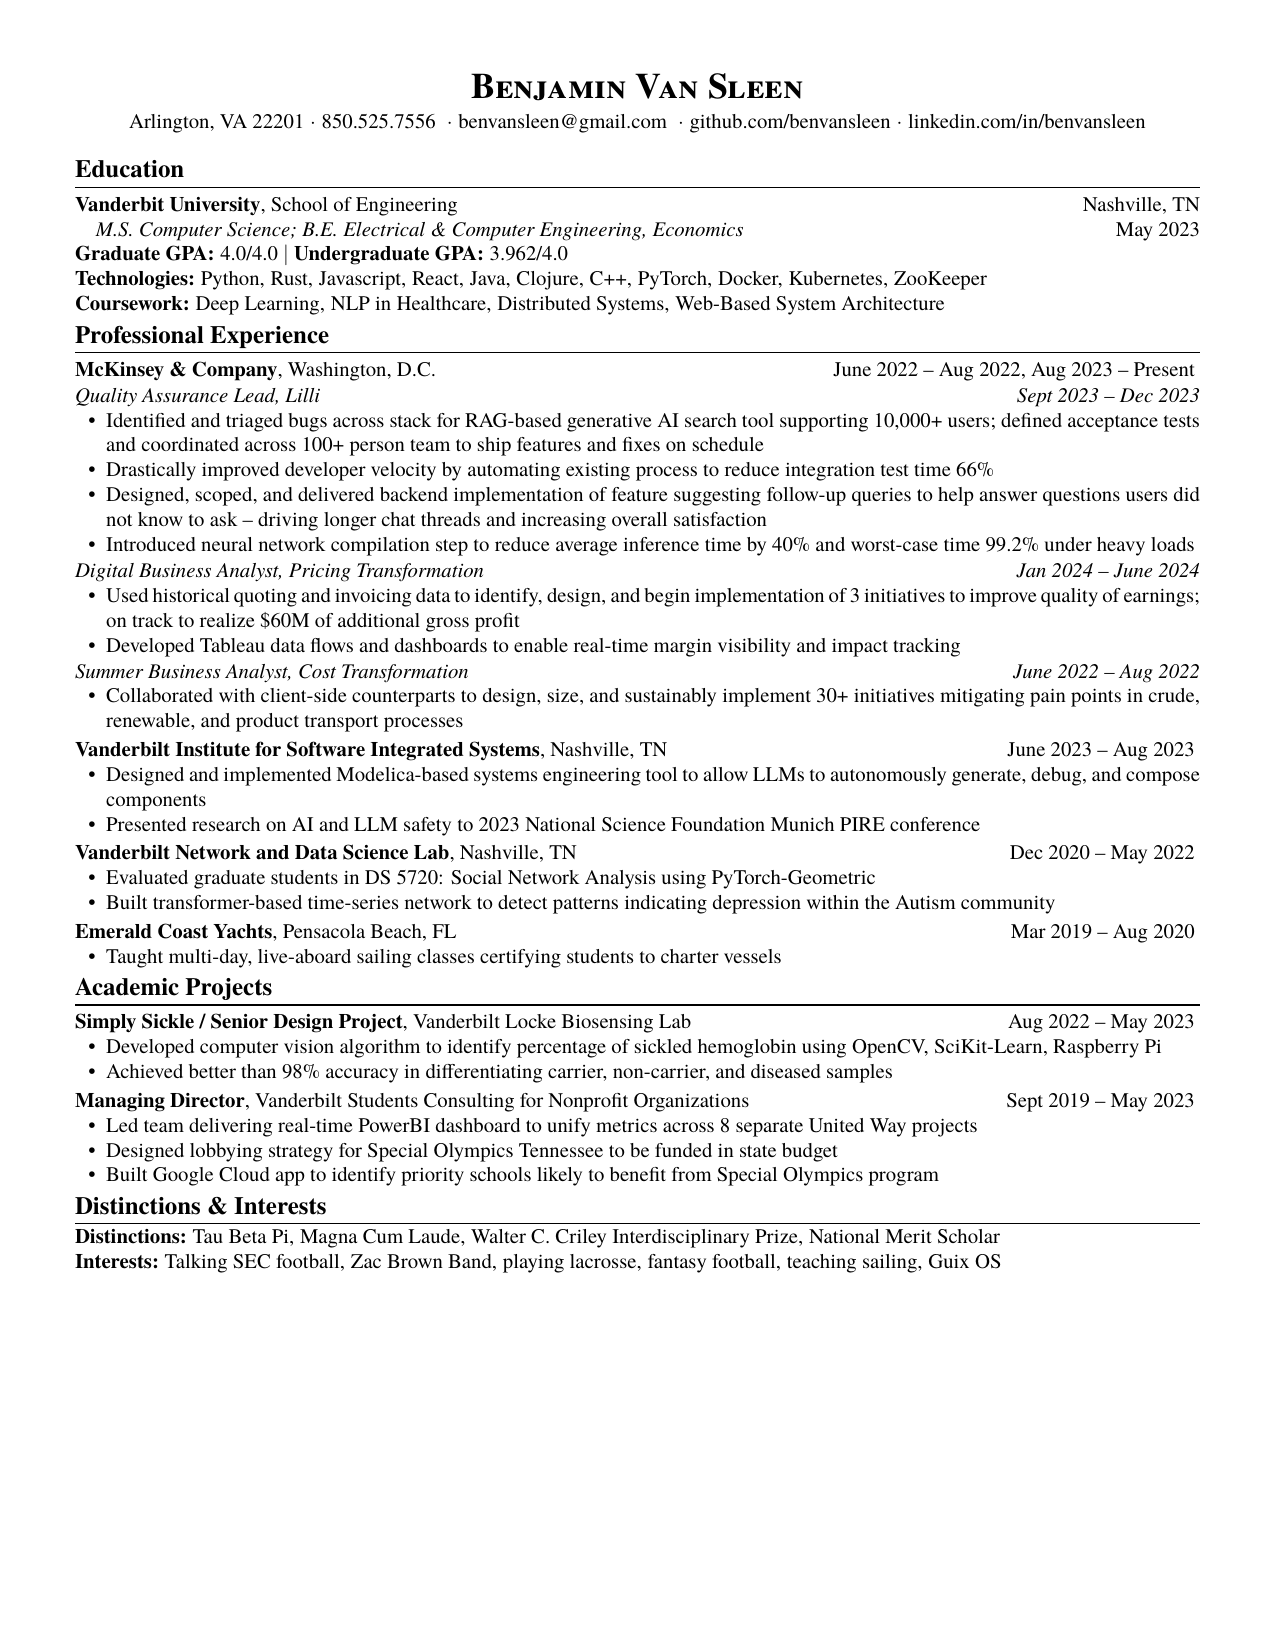 Benjamin Van Sleen
Arlington, VA 22201 · 850.525.7556 · benvansleen@gmail.com · github.com/benvansleen · linkedin.com/in/benvansleen
Education
Vanderbit University, School of Engineering Nashville, TN
M.S. Computer Science; B.E. Electrical & Computer Engineering, Economics May 2023
Graduate GPA: 4.0/4.0 | Undergraduate GPA: 3.962/4.0
Technologies: Python, Rust, Javascript, React, Java, Clojure, C++, PyTorch, Docker, Kubernetes, ZooKeeper
Coursework: Deep Learning, NLP in Healthcare, Distributed Systems, Web-Based System Architecture
Professional Experience
McKinsey & Company, Washington, D.C. June 2022 – Aug 2022, Aug 2023 – Present
Quality Assurance Lead, Lilli Sept 2023 – Dec 2023
• Identified and triaged bugs across stack for RAG-based generative AI search tool supporting 10,000+ users; defined acceptance tests
and coordinated across 100+ person team to ship features and fixes on schedule
• Drastically improved developer velocity by automating existing process to reduce integration test time 66%
• Designed, scoped, and delivered backend implementation of feature suggesting follow-up queries to help answer questions users did
not know to ask – driving longer chat threads and increasing overall satisfaction
• Introduced neural network compilation step to reduce average inference time by 40% and worst-case time 99.2% under heavy loads
Digital Business Analyst, Pricing Transformation Jan 2024 – June 2024
• Used historical quoting and invoicing data to identify, design, and begin implementation of 3 initiatives to improve quality of earnings;
on track to realize $60M of additional gross profit
• Developed Tableau data flows and dashboards to enable real-time margin visibility and impact tracking
Summer Business Analyst, Cost Transformation June 2022 – Aug 2022
• Collaborated with client-side counterparts to design, size, and sustainably implement 30+ initiatives mitigating pain points in crude,
renewable, and product transport processes
Vanderbilt Institute for Software Integrated Systems, Nashville, TN June 2023 – Aug 2023
• Designed and implemented Modelica-based systems engineering tool to allow LLMs to autonomously generate, debug, and compose
components
• Presented research on AI and LLM safety to 2023 National Science Foundation Munich PIRE conference
Vanderbilt Network and Data Science Lab, Nashville, TN Dec 2020 – May 2022
• Evaluated graduate students in DS 5720: Social Network Analysis using PyTorch-Geometric
• Built transformer-based time-series network to detect patterns indicating depression within the Autism community
Emerald Coast Yachts, Pensacola Beach, FL Mar 2019 – Aug 2020
• Taught multi-day, live-aboard sailing classes certifying students to charter vessels
Academic Projects
Simply Sickle / Senior Design Project, Vanderbilt Locke Biosensing Lab Aug 2022 – May 2023
• Developed computer vision algorithm to identify percentage of sickled hemoglobin using OpenCV, SciKit-Learn, Raspberry Pi
• Achieved better than 98% accuracy in differentiating carrier, non-carrier, and diseased samples
Managing Director, Vanderbilt Students Consulting for Nonprofit Organizations Sept 2019 – May 2023
• Led team delivering real-time PowerBI dashboard to unify metrics across 8 separate United Way projects
• Designed lobbying strategy for Special Olympics Tennessee to be funded in state budget
• Built Google Cloud app to identify priority schools likely to benefit from Special Olympics program
Distinctions & Interests
Distinctions: Tau Beta Pi, Magna Cum Laude, Walter C. Criley Interdisciplinary Prize, National Merit Scholar
Interests: Talking SEC football, Zac Brown Band, playing lacrosse, fantasy football, teaching sailing, Guix OS